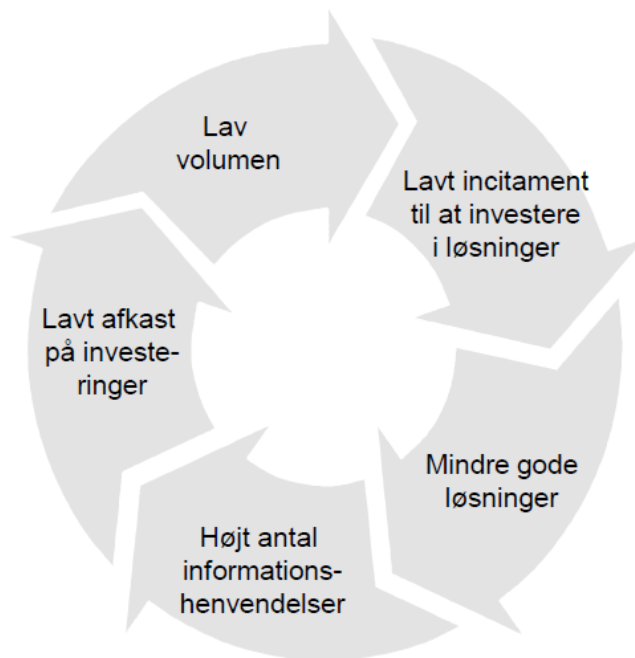 Lav
volumen
Lavt incitament
til at investere
i løsninger
Mindre gode
løsninger
Højt antal
informations-
henvendelser
Lavt afkast
på investe-
ringer